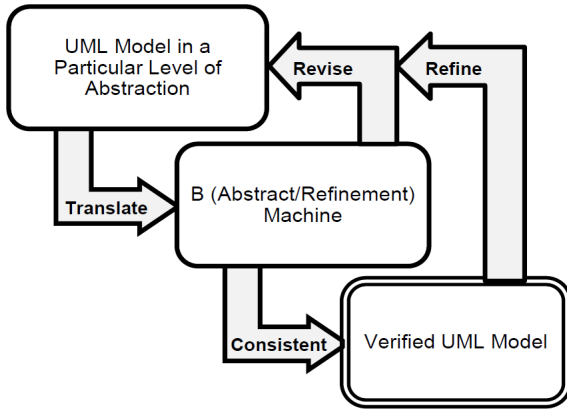 UML Model in a
Particular Level of
Abstraction
Revise
Refine
Translate
B (Abstract/Refinement)
Machine
Consistent
Verified UML Model